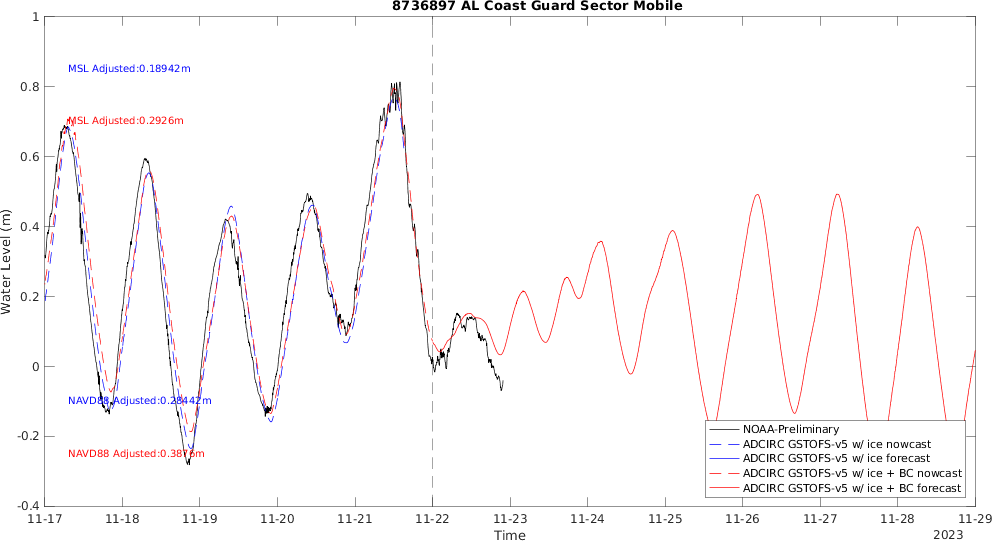 8736897 AL Coast Guard Sector Mobile
1
0.8
0.6
0.4
0.2
0
-0.2
-0.4
Water Level (m)
MSL Adjusted:0.18942m
MSL Adjusted:0.2926m
NAVD88 Adjusted:0.28442m
NAVD88 Adjusted:0.3876m
NOAA-Preliminary
ADCIRC GSTOFS-v5 w/ ice nowcast
ADCIRC GSTOFS-v5 w/ ice forecast
ADCIRC GSTOFS-v5 w/ ice + BC nowcast
ADCIRC GSTOFS-v5 w/ ice + BC forecast
11-17 11-18 11-19 11-20 11-21 11-22 11-23 11-24 11-25 11-26 11-27 11-28 11-29
Time
2023